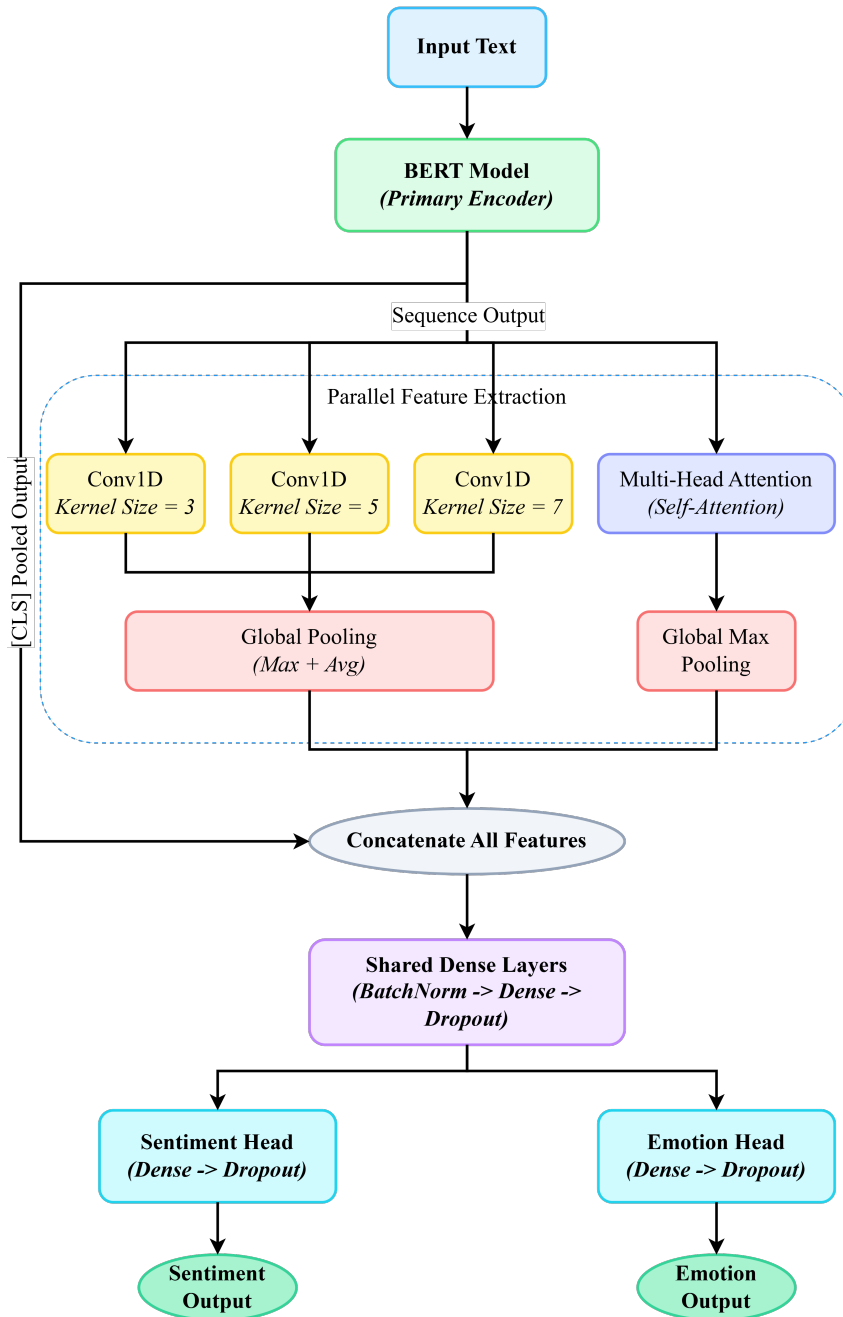 Input Text
BERT Model
(Primary Encoder)
Sequence Output
Parallel Feature Extraction
[CLS] Pooled Output
Conv1D
Kernel Size = 3
Conv1D
Kernel Size = 5
Conv1D
Kernel Size = 7
Multi-Head Attention
(Self-Attention)
Global Pooling
(Max + Avg)
Global Max
Pooling
Concatenate All Features
Shared Dense Layers
(BatchNorm -> Dense ->
Dropout)
Sentiment Head
(Dense -> Dropout)
Emotion Head
(Dense -> Dropout)
Sentiment
Output
Emotion
Output